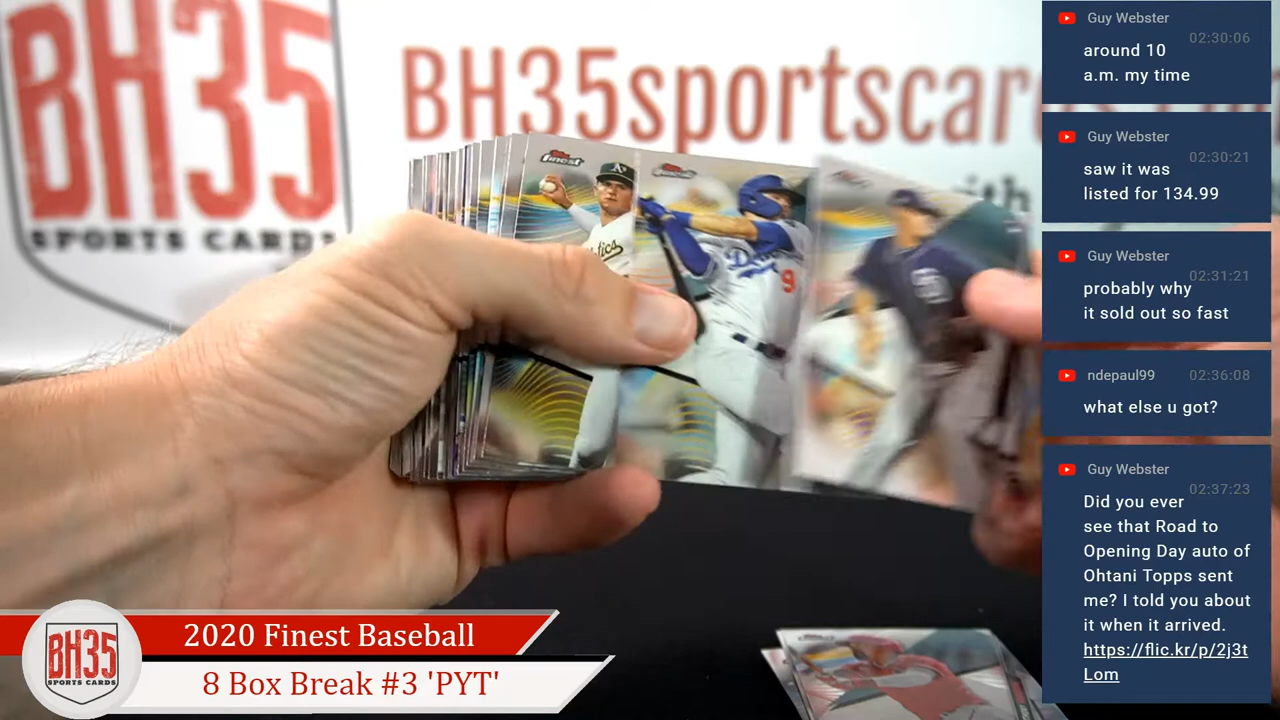 BH35
SPORTS CARDS
BH35sportscar
ith
finest
A's
Dodgers
9
SD
2020 Finest Baseball
8 Box Break #3 'PYT'
BH35
SPORTS CARDS
Guy Webster
02:30:06
around 10
a.m. my time
Guy Webster
02:30:21
saw it was
listed for 134.99
Guy Webster
02:31:21
probably why
it sold out so fast
ndepaul99
02:36:08
what else u got?
Guy Webster
02:37:23
Did you ever
see that Road to
Opening Day auto of
Ohtani Topps sent
me? I told you about
it when it arrived.
https://flic.kr/p/2j3t
Lom